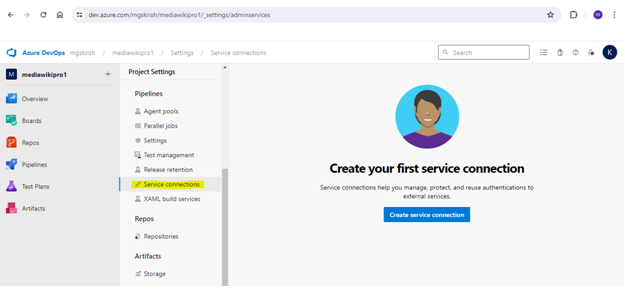 dev.azure.com/mgskrish/mediawikipro1/_settings/adminservices
m
Azure DevOps mgskrish / mediawikipro1 / Settings / Service connections
Search
K
M mediawikipro1 +
Overview
Boards
Repos
Pipelines
Test Plans
Artifacts
Project Settings
Pipelines
Agent pools
Parallel jobs
Settings
Test management
Release retention
Service connections
XAML build services
Repos
Repositories
Artifacts
Storage
Create your first service connection
Service connections help you manage, protect, and reuse authentications to
external services.
Create service connection